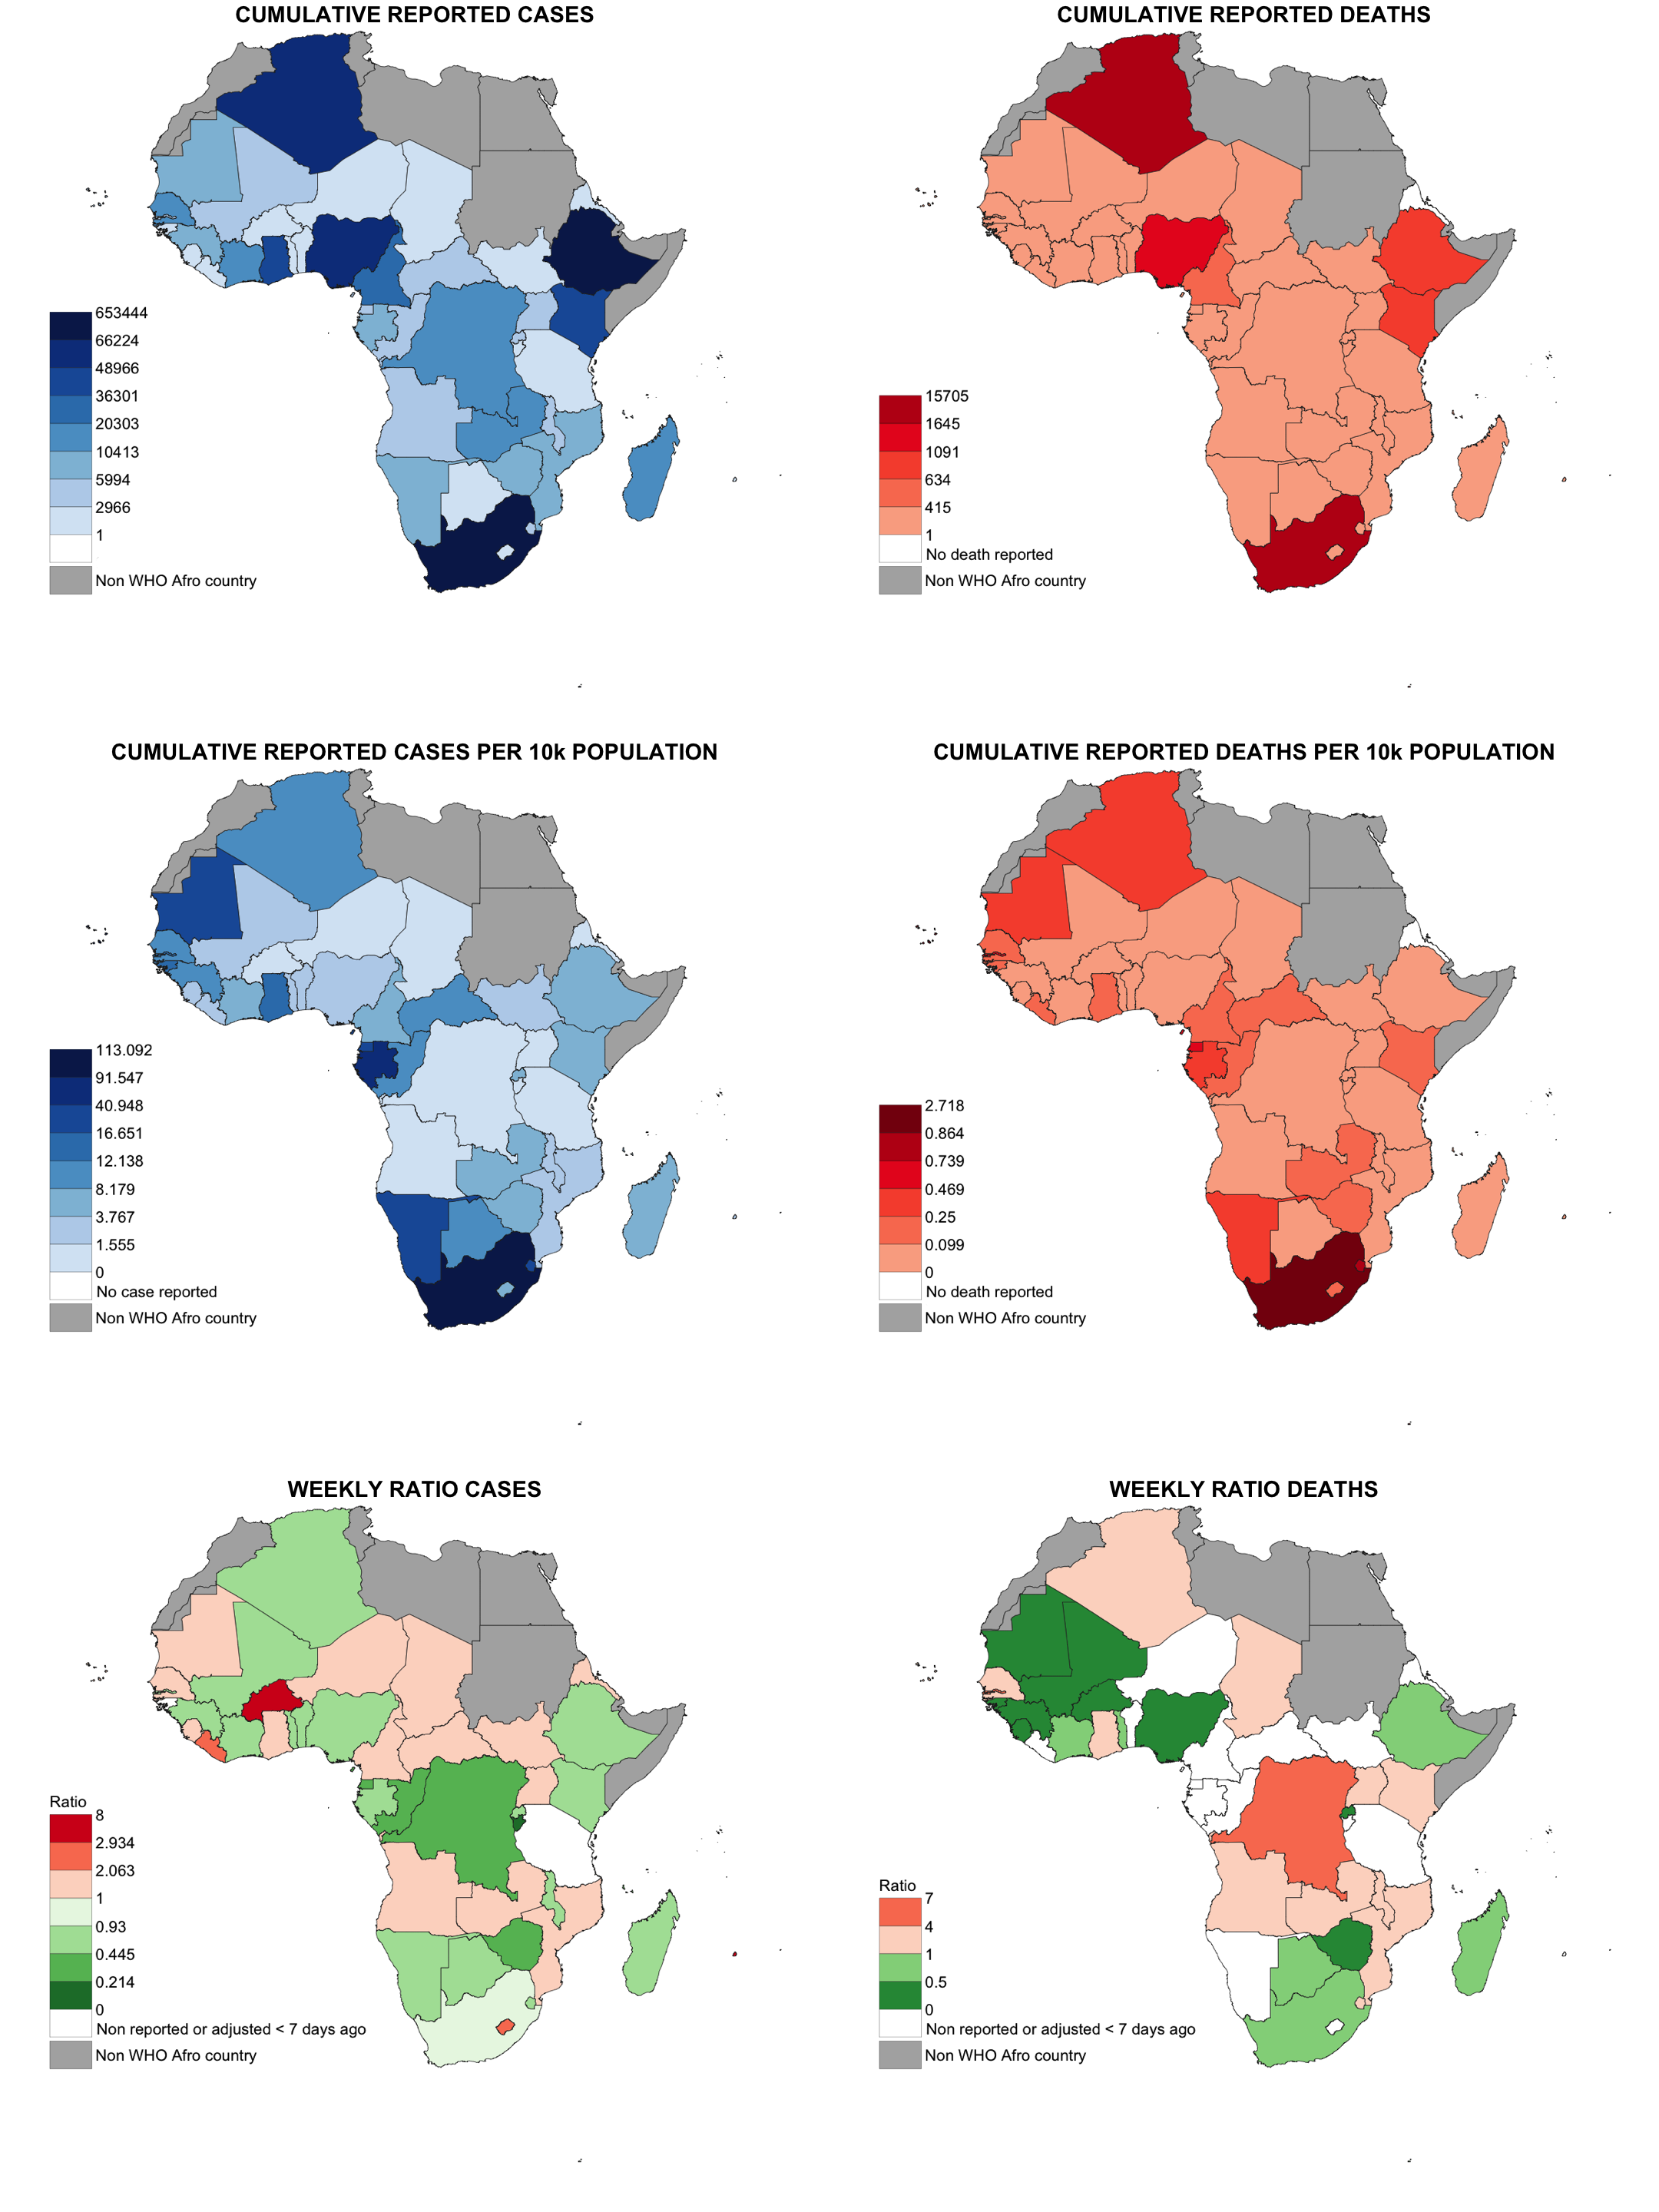 CUMULATIVE REPORTED CASES
653444
66224
48966
36301
20303
10413
5994
2966
1
Non WHO Afro country
CUMULATIVE REPORTED DEATHS
15705
1645
1091
634
415
1
No death reported
Non WHO Afro country
CUMULATIVE REPORTED CASES PER 10k POPULATION
113.092
91.547
40.948
16.651
12.138
8.179
3.767
1.555
0
No case reported
Non WHO Afro country
CUMULATIVE REPORTED DEATHS PER 10k POPULATION
2.718
0.864
0.739
0.469
0.25
0.099
0
No death reported
Non WHO Afro country
WEEKLY RATIO CASES
Ratio
8
2.934
2.063
1
0.93
0.445
0.214
0
Non reported or adjusted < 7 days ago
Non WHO Afro country
WEEKLY RATIO DEATHS
Ratio
7
4
1
0.5
0
Non reported or adjusted < 7 days ago
Non WHO Afro country